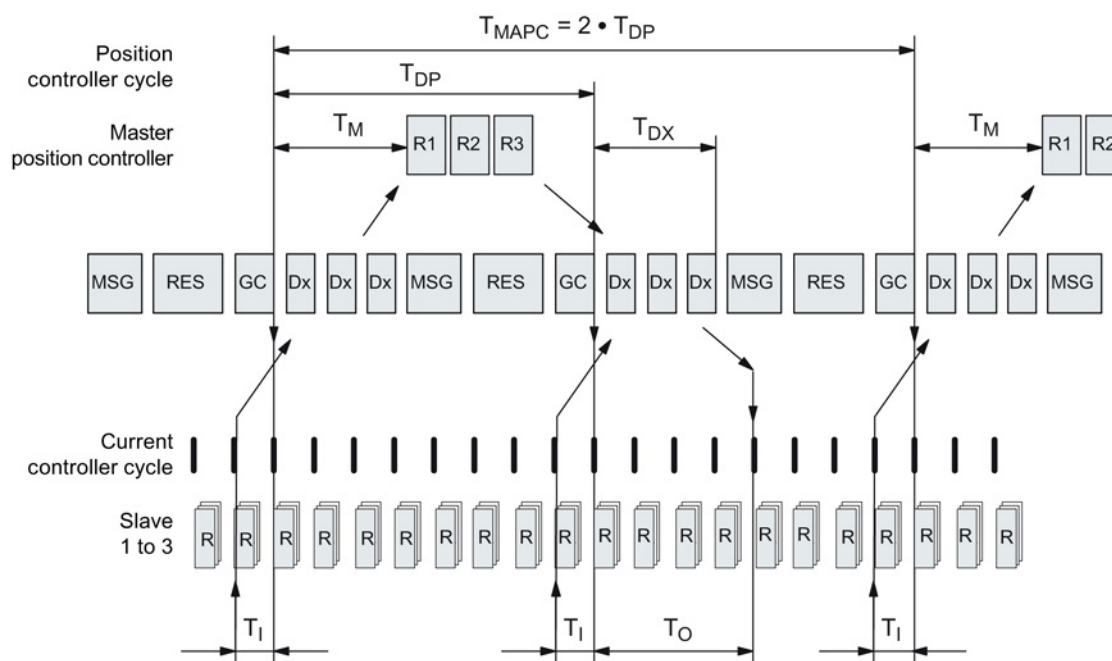 T_MAPC = 2 • T_DP
Position
controller cycle
T_DP
Master
position controller
T_M
R1 R2 R3
T_DX
T_M
R1 R2
MSG RES GC Dx Dx Dx MSG RES GC Dx Dx Dx MSG RES GC Dx Dx Dx MSG
Current
controller cycle
Slave
1 to 3
R R R R R R R R R R R R R R R R R R R R R
T_I T_I T_O T_I